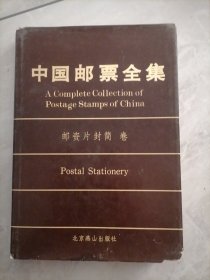 中国邮票全集
A Complete Collection of
Postage Stamps of China
邮资片封简 卷
Postal Stationery
北京燕山出版社